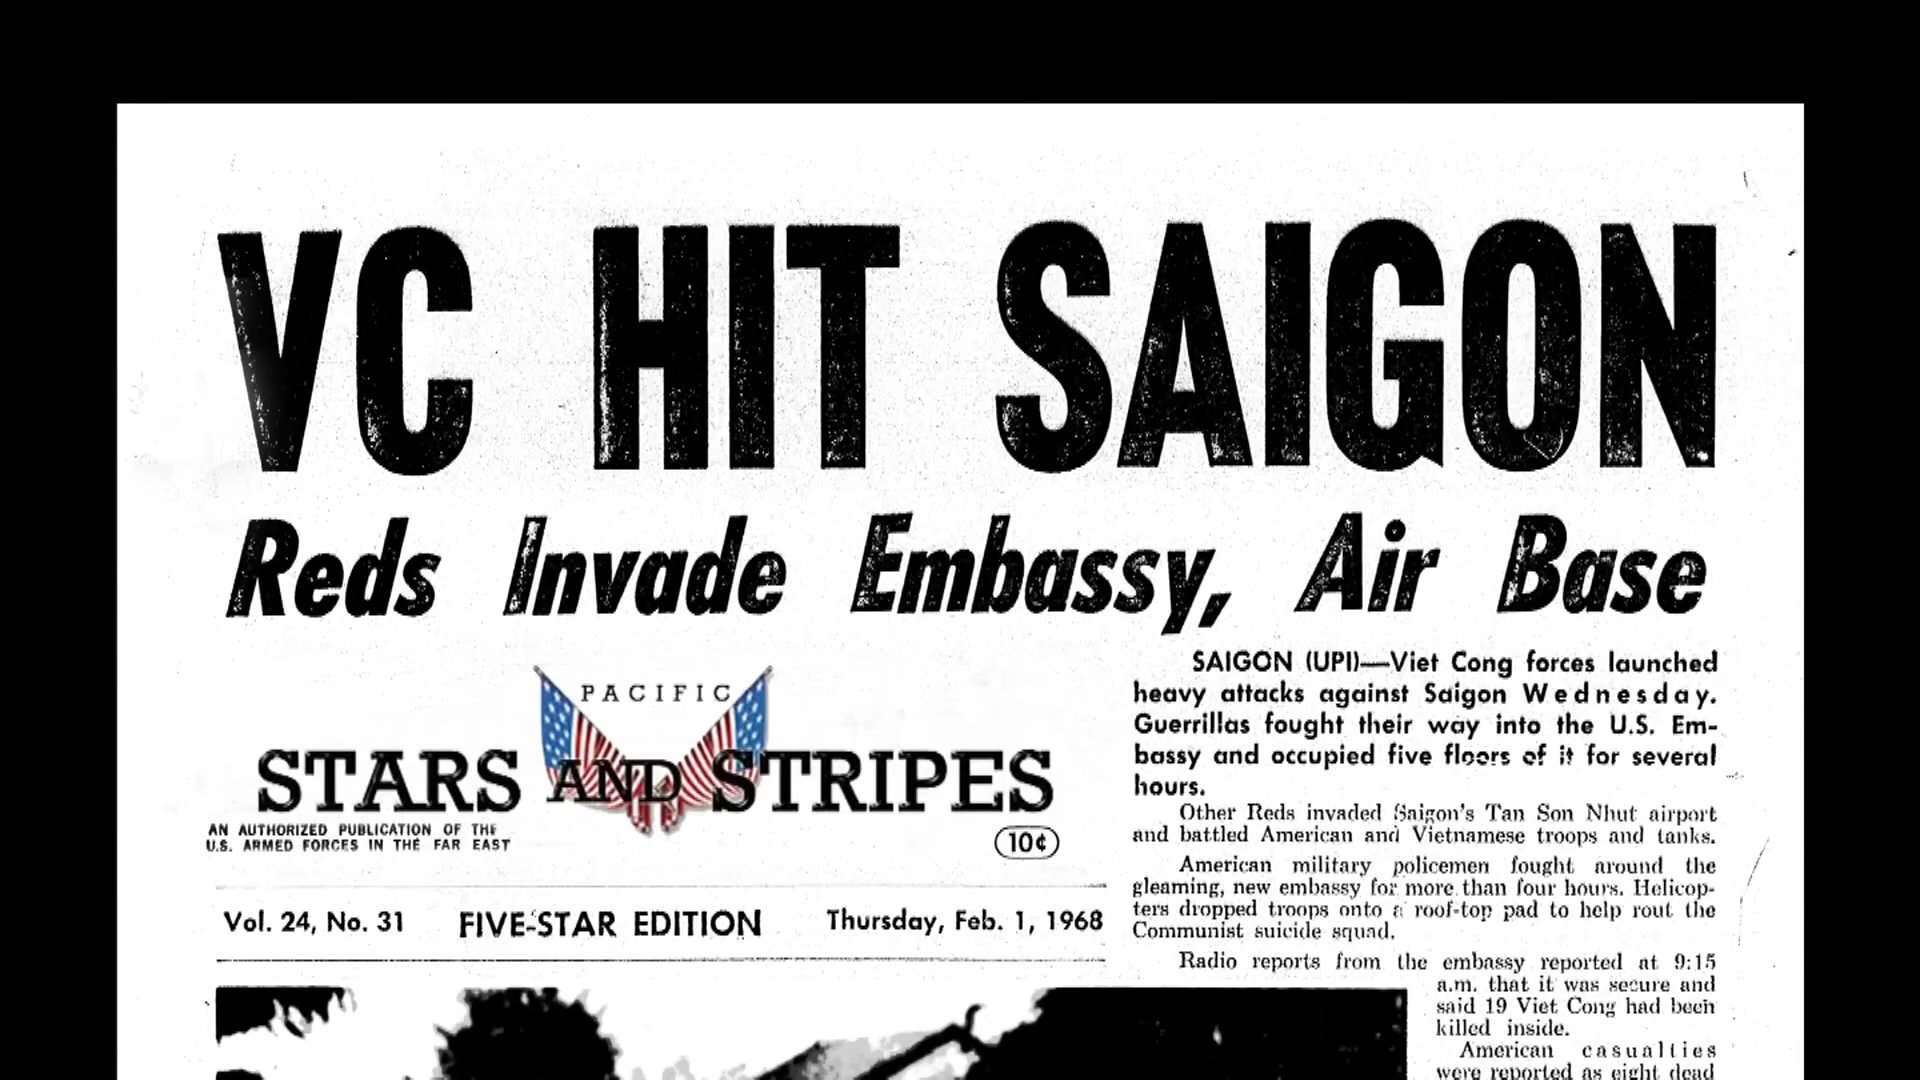 VC HIT SAIGON
Reds Invade Embassy, Air Base
PACIFIC
STARS AND STRIPES
AN AUTHORIZED PUBLICATION OF THE
U.S. ARMED FORCES IN THE FAR EAST
10¢
Vol. 24, No. 31 FIVE-STAR EDITION Thursday, Feb. 1, 1968
SAIGON (UPI)—Viet Cong forces launched
heavy attacks against Saigon Wednesday.
Guerrillas fought their way into the U.S. Em-
bassy and occupied five floors of it for several
hours.
Other Reds invaded Saigon's Tan Son Nhut airport
and battled American and Vietnamese troops and tanks.
American military policemen fought around the
gleaming, new embassy for more than four hours. Helicop-
ters dropped troops onto a roof-top pad to help rout the
Communist suicide squad.
Radio reports from the embassy reported at 9:15
a.m. that it was secure and
said 19 Viet Cong had been
killed inside.
American casualties
were reported as eight dead